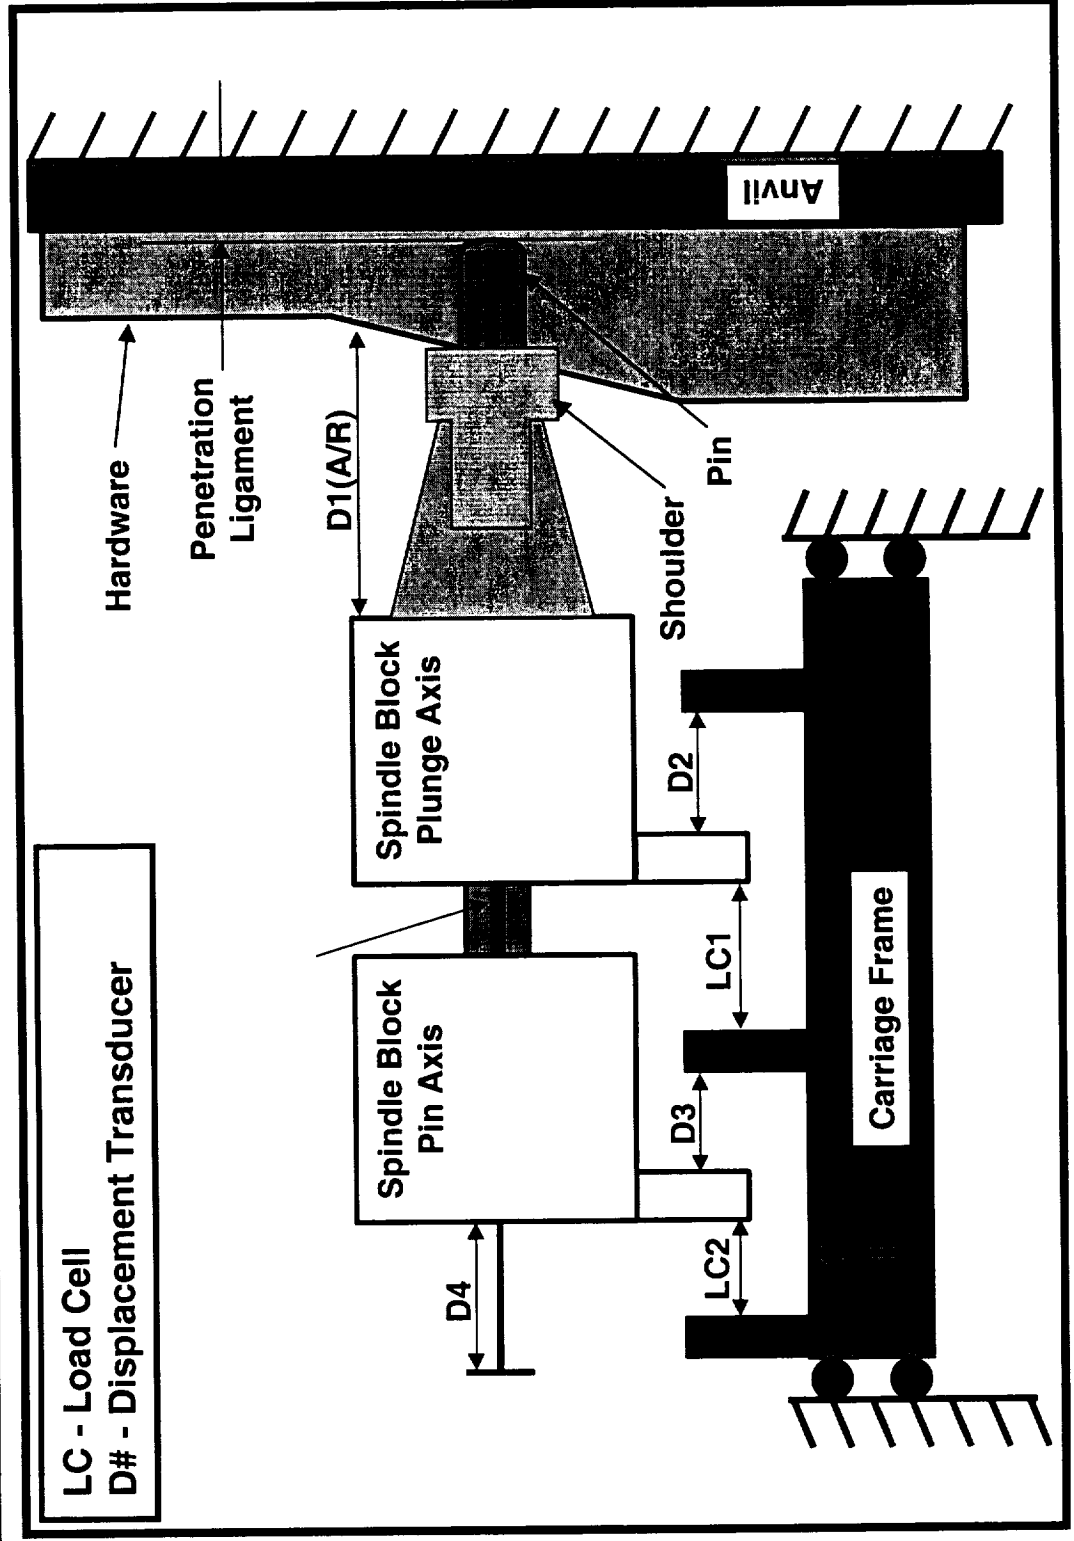 LC - Load Cell
D# - Displacement Transducer
Hardware
Penetration
Ligament
D1(A/R)
Anvil
Spindle Block
Pin Axis
Spindle Block
Plunge Axis
D4
Shoulder
Pin
LC2
D3
LC1
D2
Carriage Frame